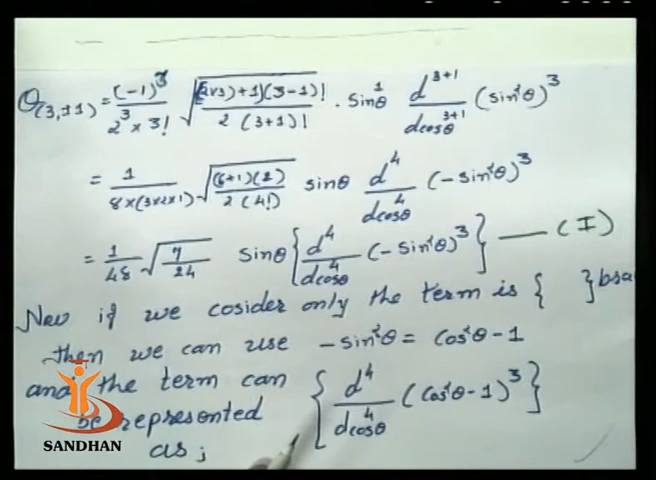 Θ(3,±1) = (-1)^3 / 2^3 × 3! √((2×3)+1)(3-1)! / 2 (3+1)! . sin^1θ d^(3+1) / dcosθ^(3+1) (sin²θ)^3
= 1 / 8×(3×2×1) √(6+1)(2) / 2(4!) sinθ d^4 / dcosθ^4 (-sin²θ)^3
= 1/48 √7/24 sinθ { d^4 / dcosθ^4 (-sin²θ)^3 } — (I)
New if we cosider only the term is { } bra
then we can use -sin²θ = cos²θ-1
and the term can { d^4 / dcosθ^4 (cos²θ-1)^3 }
be represented
as;
SANDHAN